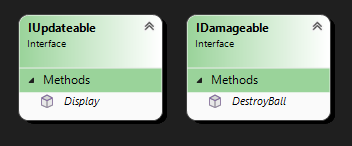 IUpdateable
Interface
Methods
Display
IDamageable
Interface
Methods
DestroyBall